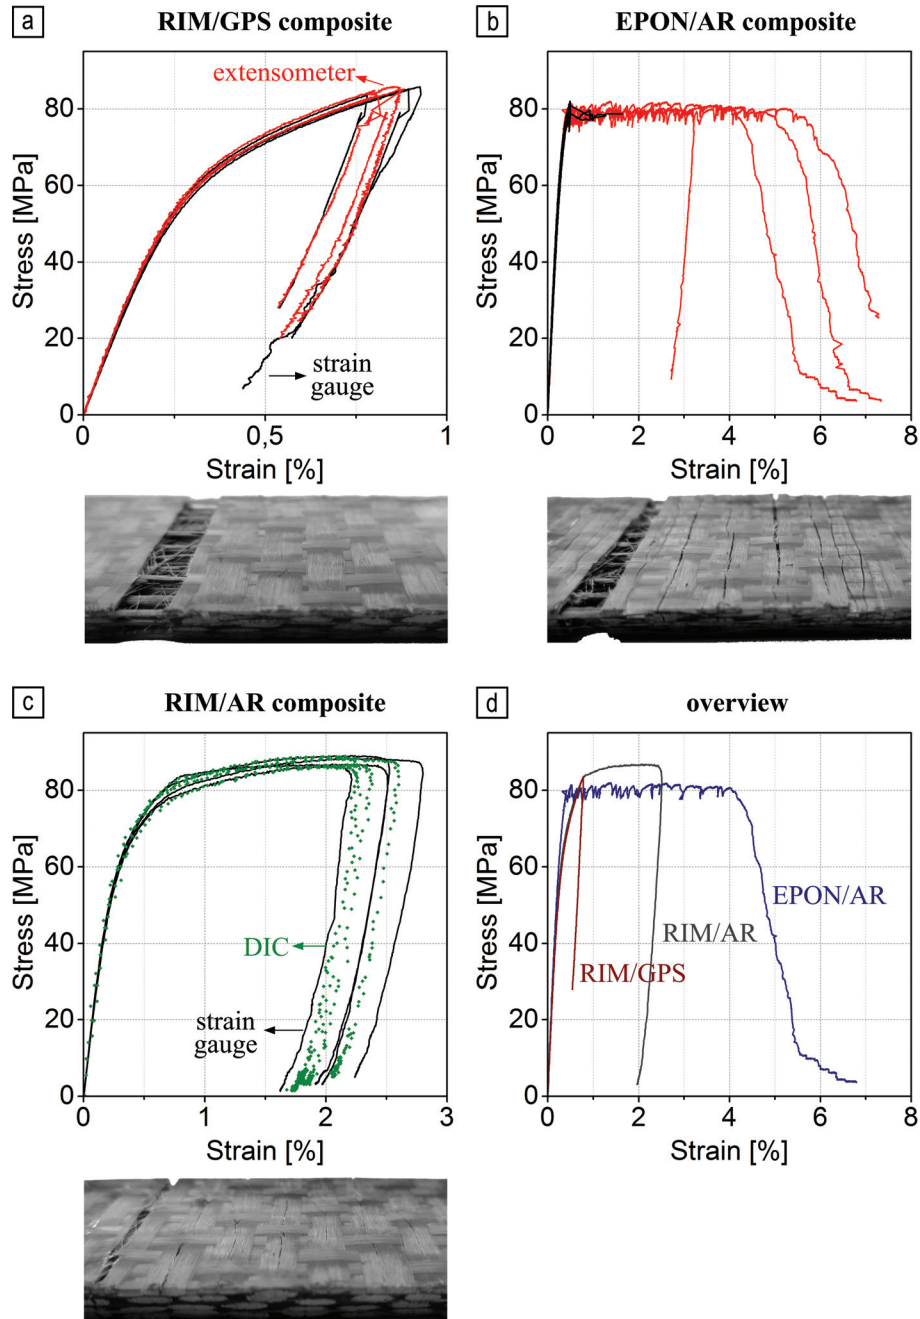 a
RIM/GPS composite
extensometer
strain
gauge
80
60
40
20
0
0
0,5
1
Stress [MPa]
Strain [%]
b
EPON/AR composite
80
60
40
20
0
0
2
4
6
8
Stress [MPa]
Strain [%]
c
RIM/AR composite
DIC
strain
gauge
80
60
40
20
0
0
1
2
3
Stress [MPa]
Strain [%]
d
overview
EPON/AR
RIM/AR
RIM/GPS
80
60
40
20
0
0
2
4
6
8
Stress [MPa]
Strain [%]